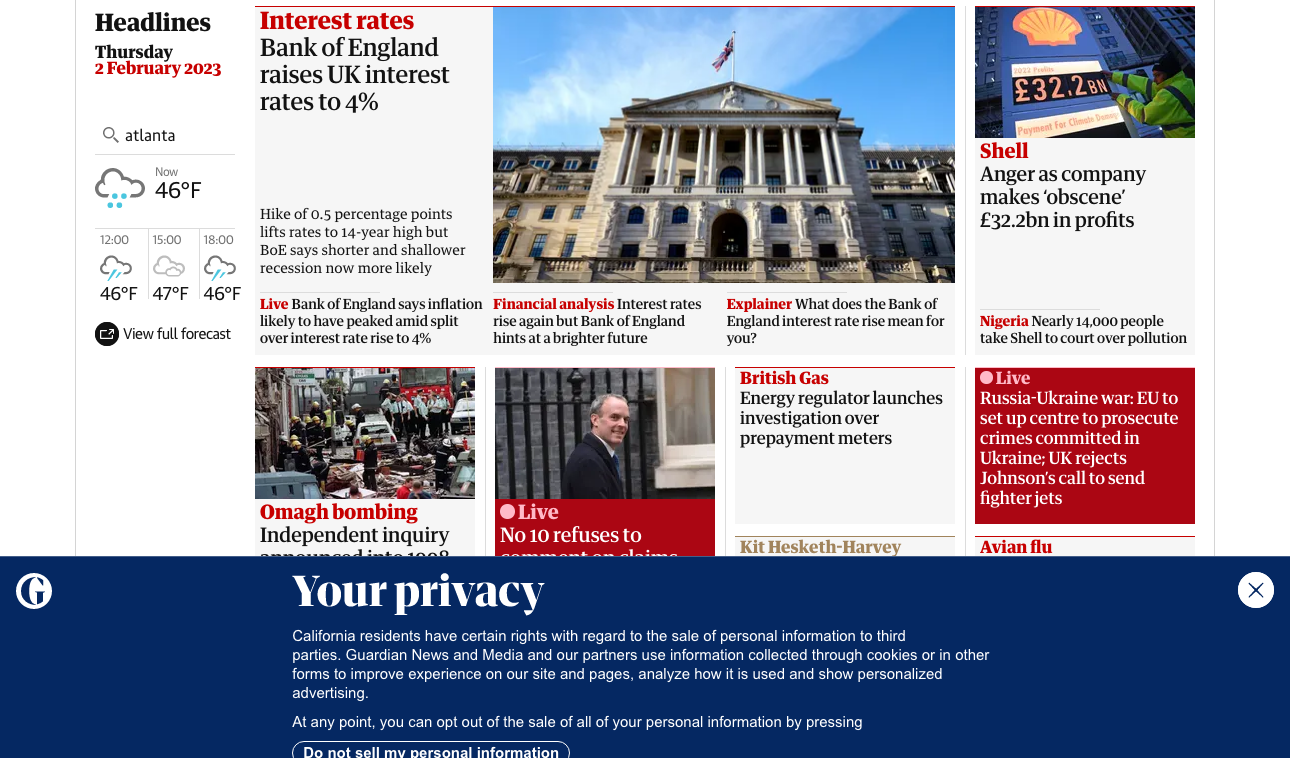 Headlines
Thursday
2 February 2023
atlanta
Now
46°F
12:00
15:00
18:00
46°F
47°F
46°F
View full forecast
Interest rates
Bank of England
raises UK interest
rates to 4%
Hike of 0.5 percentage points
lifts rates to 14-year high but
BoE says shorter and shallower
recession now more likely
Live Bank of England says inflation
likely to have peaked amid split
over interest rate rise to 4%
Financial analysis Interest rates
rise again but Bank of England
hints at a brighter future
Explainer What does the Bank of
England interest rate rise mean for
you?
2022 Profits
£32.2BN
Payment For Climate Damage
Shell
Anger as company
makes ‘obscene’
£32.2bn in profits
Nigeria Nearly 14,000 people
take Shell to court over pollution
Omagh bombing
Independent inquiry
announced into 1998
Live
No 10 refuses to
comment on claims
British Gas
Energy regulator launches
investigation over
prepayment meters
Live
Russia-Ukraine war: EU to
set up centre to prosecute
crimes committed in
Ukraine; UK rejects
Johnson’s call to send
fighter jets
Kit Hesketh-Harvey
Avian flu
G
Your privacy
California residents have certain rights with regard to the sale of personal information to third
parties. Guardian News and Media and our partners use information collected through cookies or in other
forms to improve experience on our site and pages, analyze how it is used and show personalized
advertising.
At any point, you can opt out of the sale of all of your personal information by pressing
Do not sell my personal information